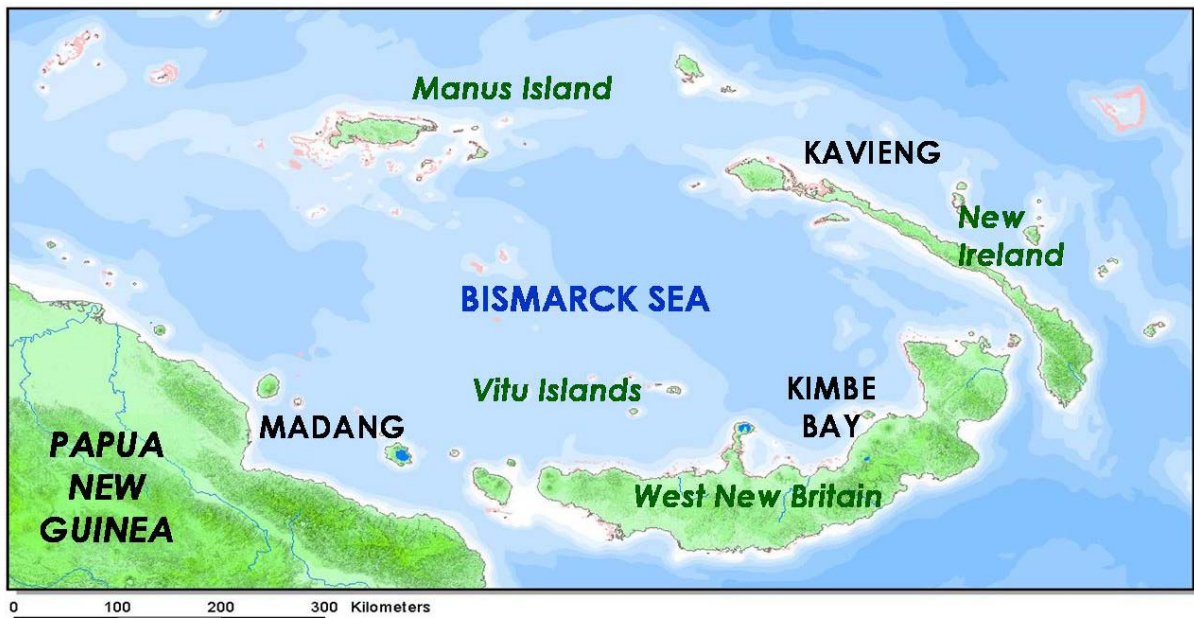 Manus Island
KAVIENG
New
Ireland
BISMARCK SEA
Vitu Islands
KIMBE
BAY
MADANG
PAPUA
NEW
GUINEA
West New Britain
0 100 200 300 Kilometers